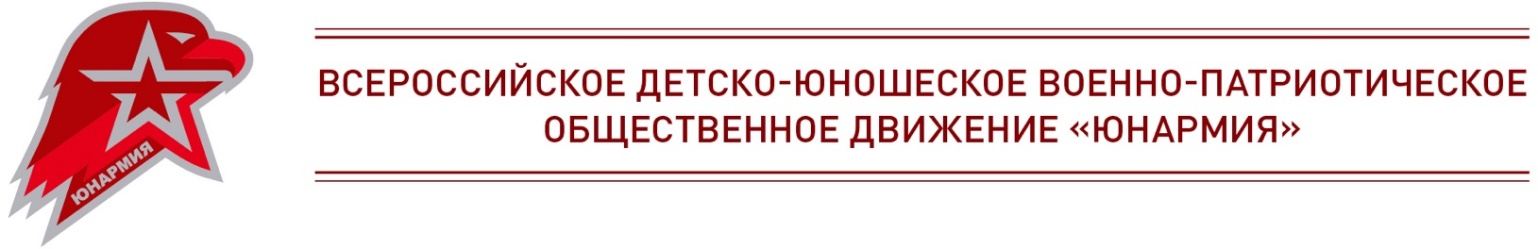 ВСЕРОССИЙСКОЕ ДЕТСКО-ЮНОШЕСКОЕ ВОЕННО-ПАТРИОТИЧЕСКОЕ
ОБЩЕСТВЕННОЕ ДВИЖЕНИЕ «ЮНАРМИЯ»
ЮНАРМИЯ